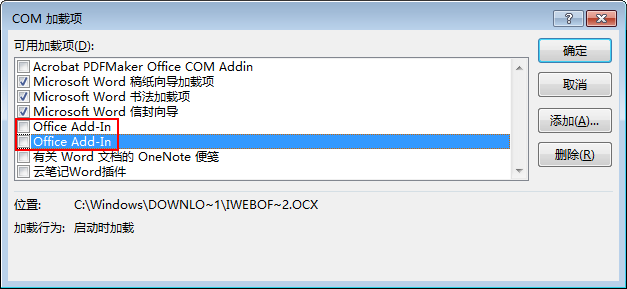 COM 加载项
可用加载项(D):
Acrobat PDFMaker Office COM Addin
Microsoft Word 稿纸向导加载项
Microsoft Word 书法加载项
Microsoft Word 信封向导
Office Add-In
Office Add-In
有关 Word 文档的 OneNote 便笺
云笔记Word插件
确定
取消
添加(A)...
删除(R)
位置: C:\Windows\DOWNLO~1\IWEBOF~2.OCX
加载行为: 启动时加载